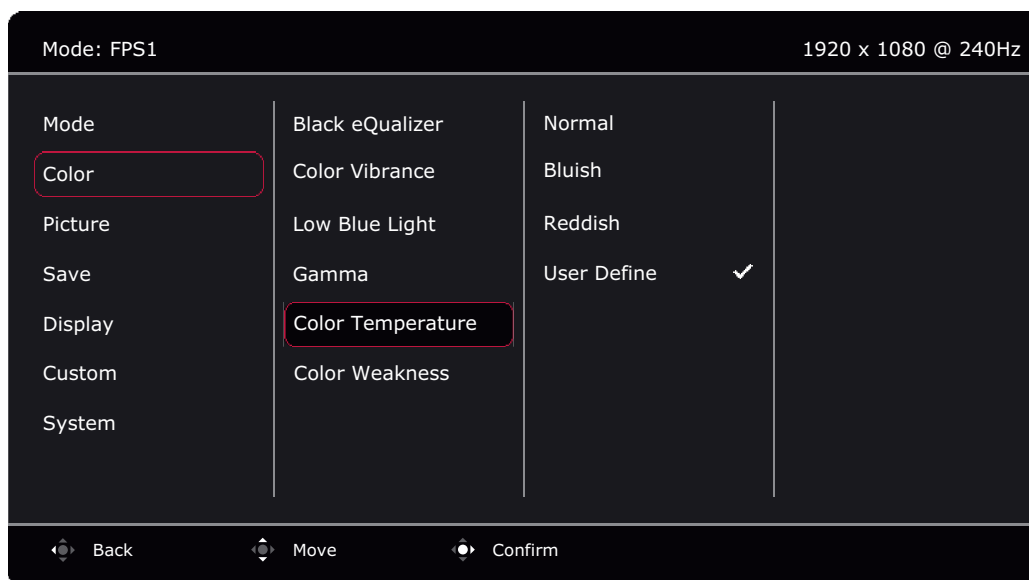 Mode: FPS1
1920 x 1080 @ 240Hz
Mode
Color
Picture
Save
Display
Custom
System
Black eQualizer
Color Vibrance
Low Blue Light
Gamma
Color Temperature
Color Weakness
Normal
Bluish
Reddish
User Define
Back
Move
Confirm